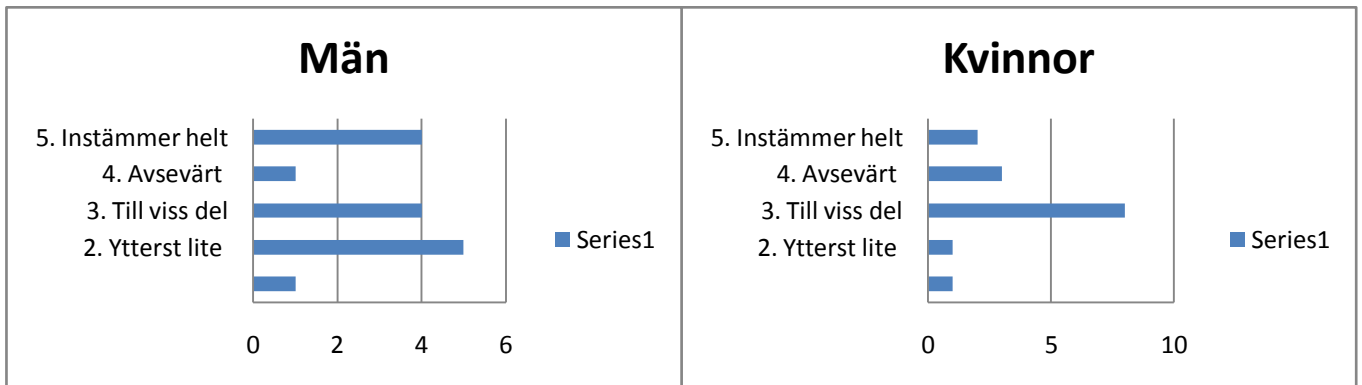 Män
5. Instämmer helt
4. Avsevärt
3. Till viss del
2. Ytterst lite
Series1
0 2 4 6
Kvinnor
5. Instämmer helt
4. Avsevärt
3. Till viss del
2. Ytterst lite
Series1
0 5 10